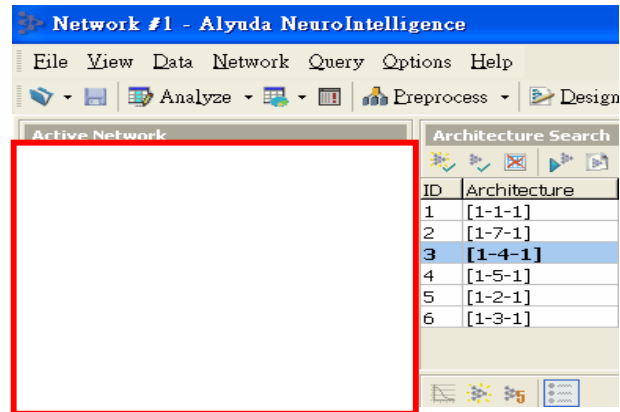 Network #1 - Alyuda NeuroIntelligence
File View Data Network Query Options Help
Analyze Preprocess Design
Active Network Architecture Search
ID Architecture
1 [1-1-1]
2 [1-7-1]
3 [1-4-1]
4 [1-5-1]
5 [1-2-1]
6 [1-3-1]